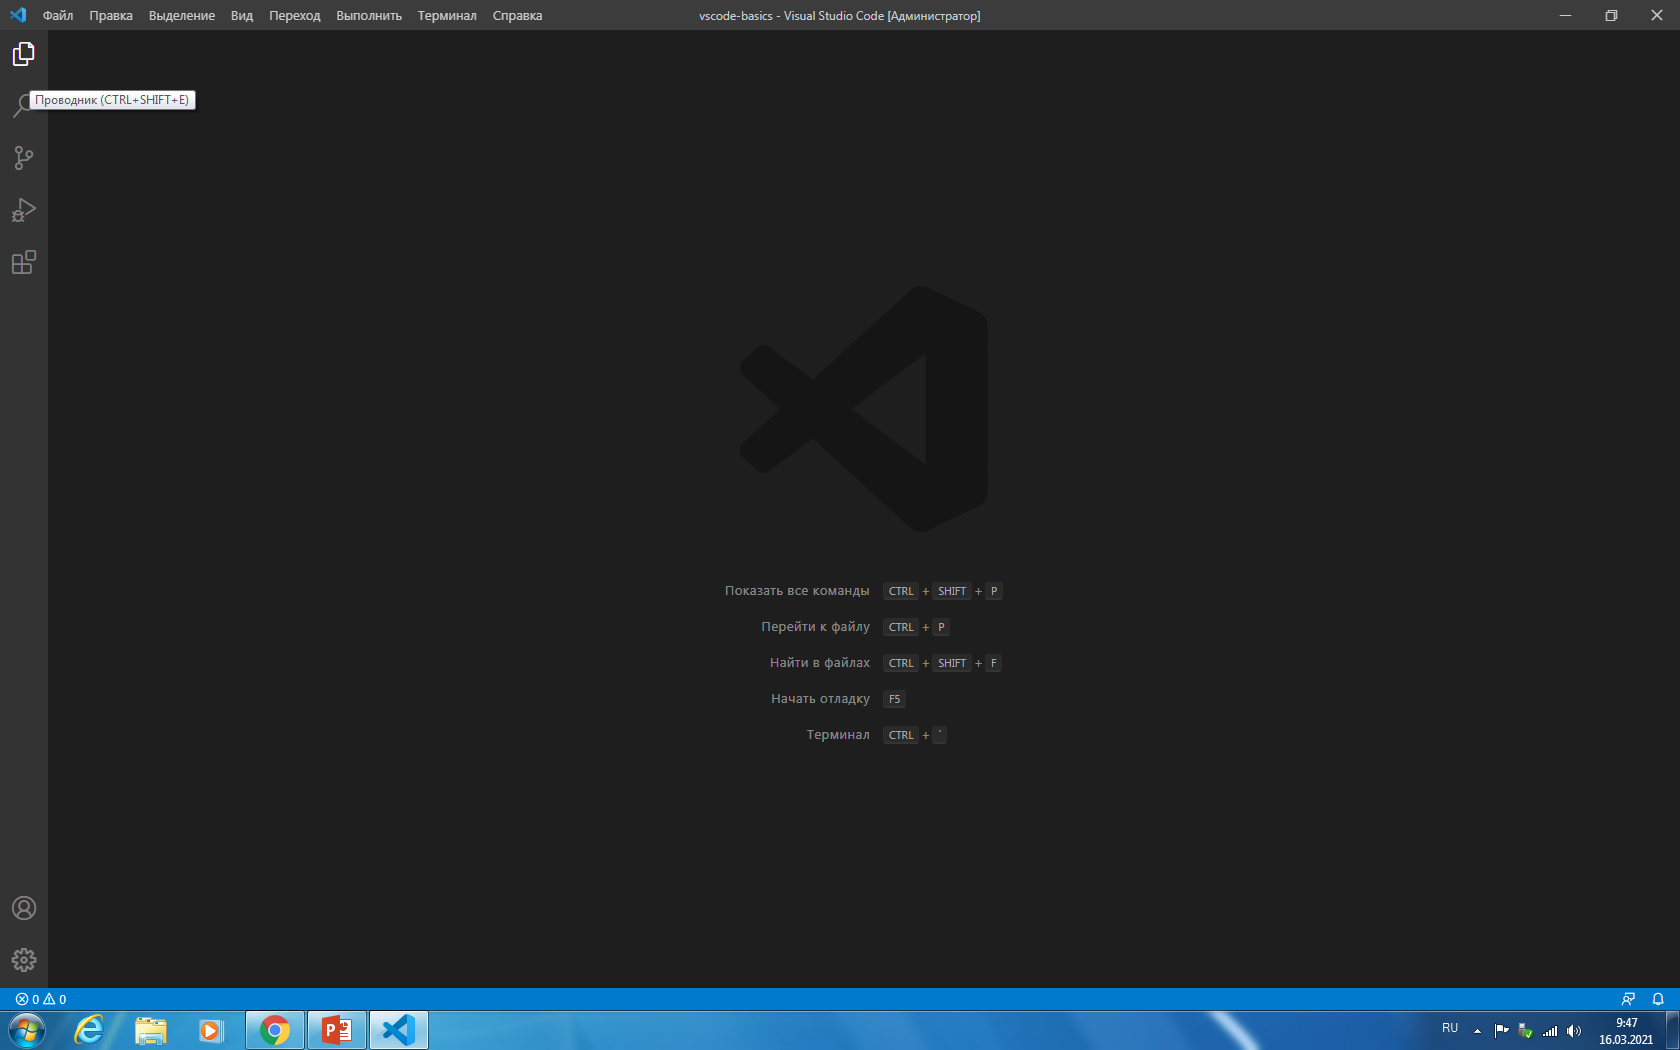 Файл Правка Выделение Вид Переход Выполнить Терминал Справка vscode-basics - Visual Studio Code [Администратор]
Проводник (CTRL+SHIFT+E)
Показать все команды CTRL + SHIFT + P
Перейти к файлу CTRL + P
Найти в файлах CTRL + SHIFT + F
Начать отладку F5
Терминал CTRL + `
0 0
RU 9:47
16.03.2021